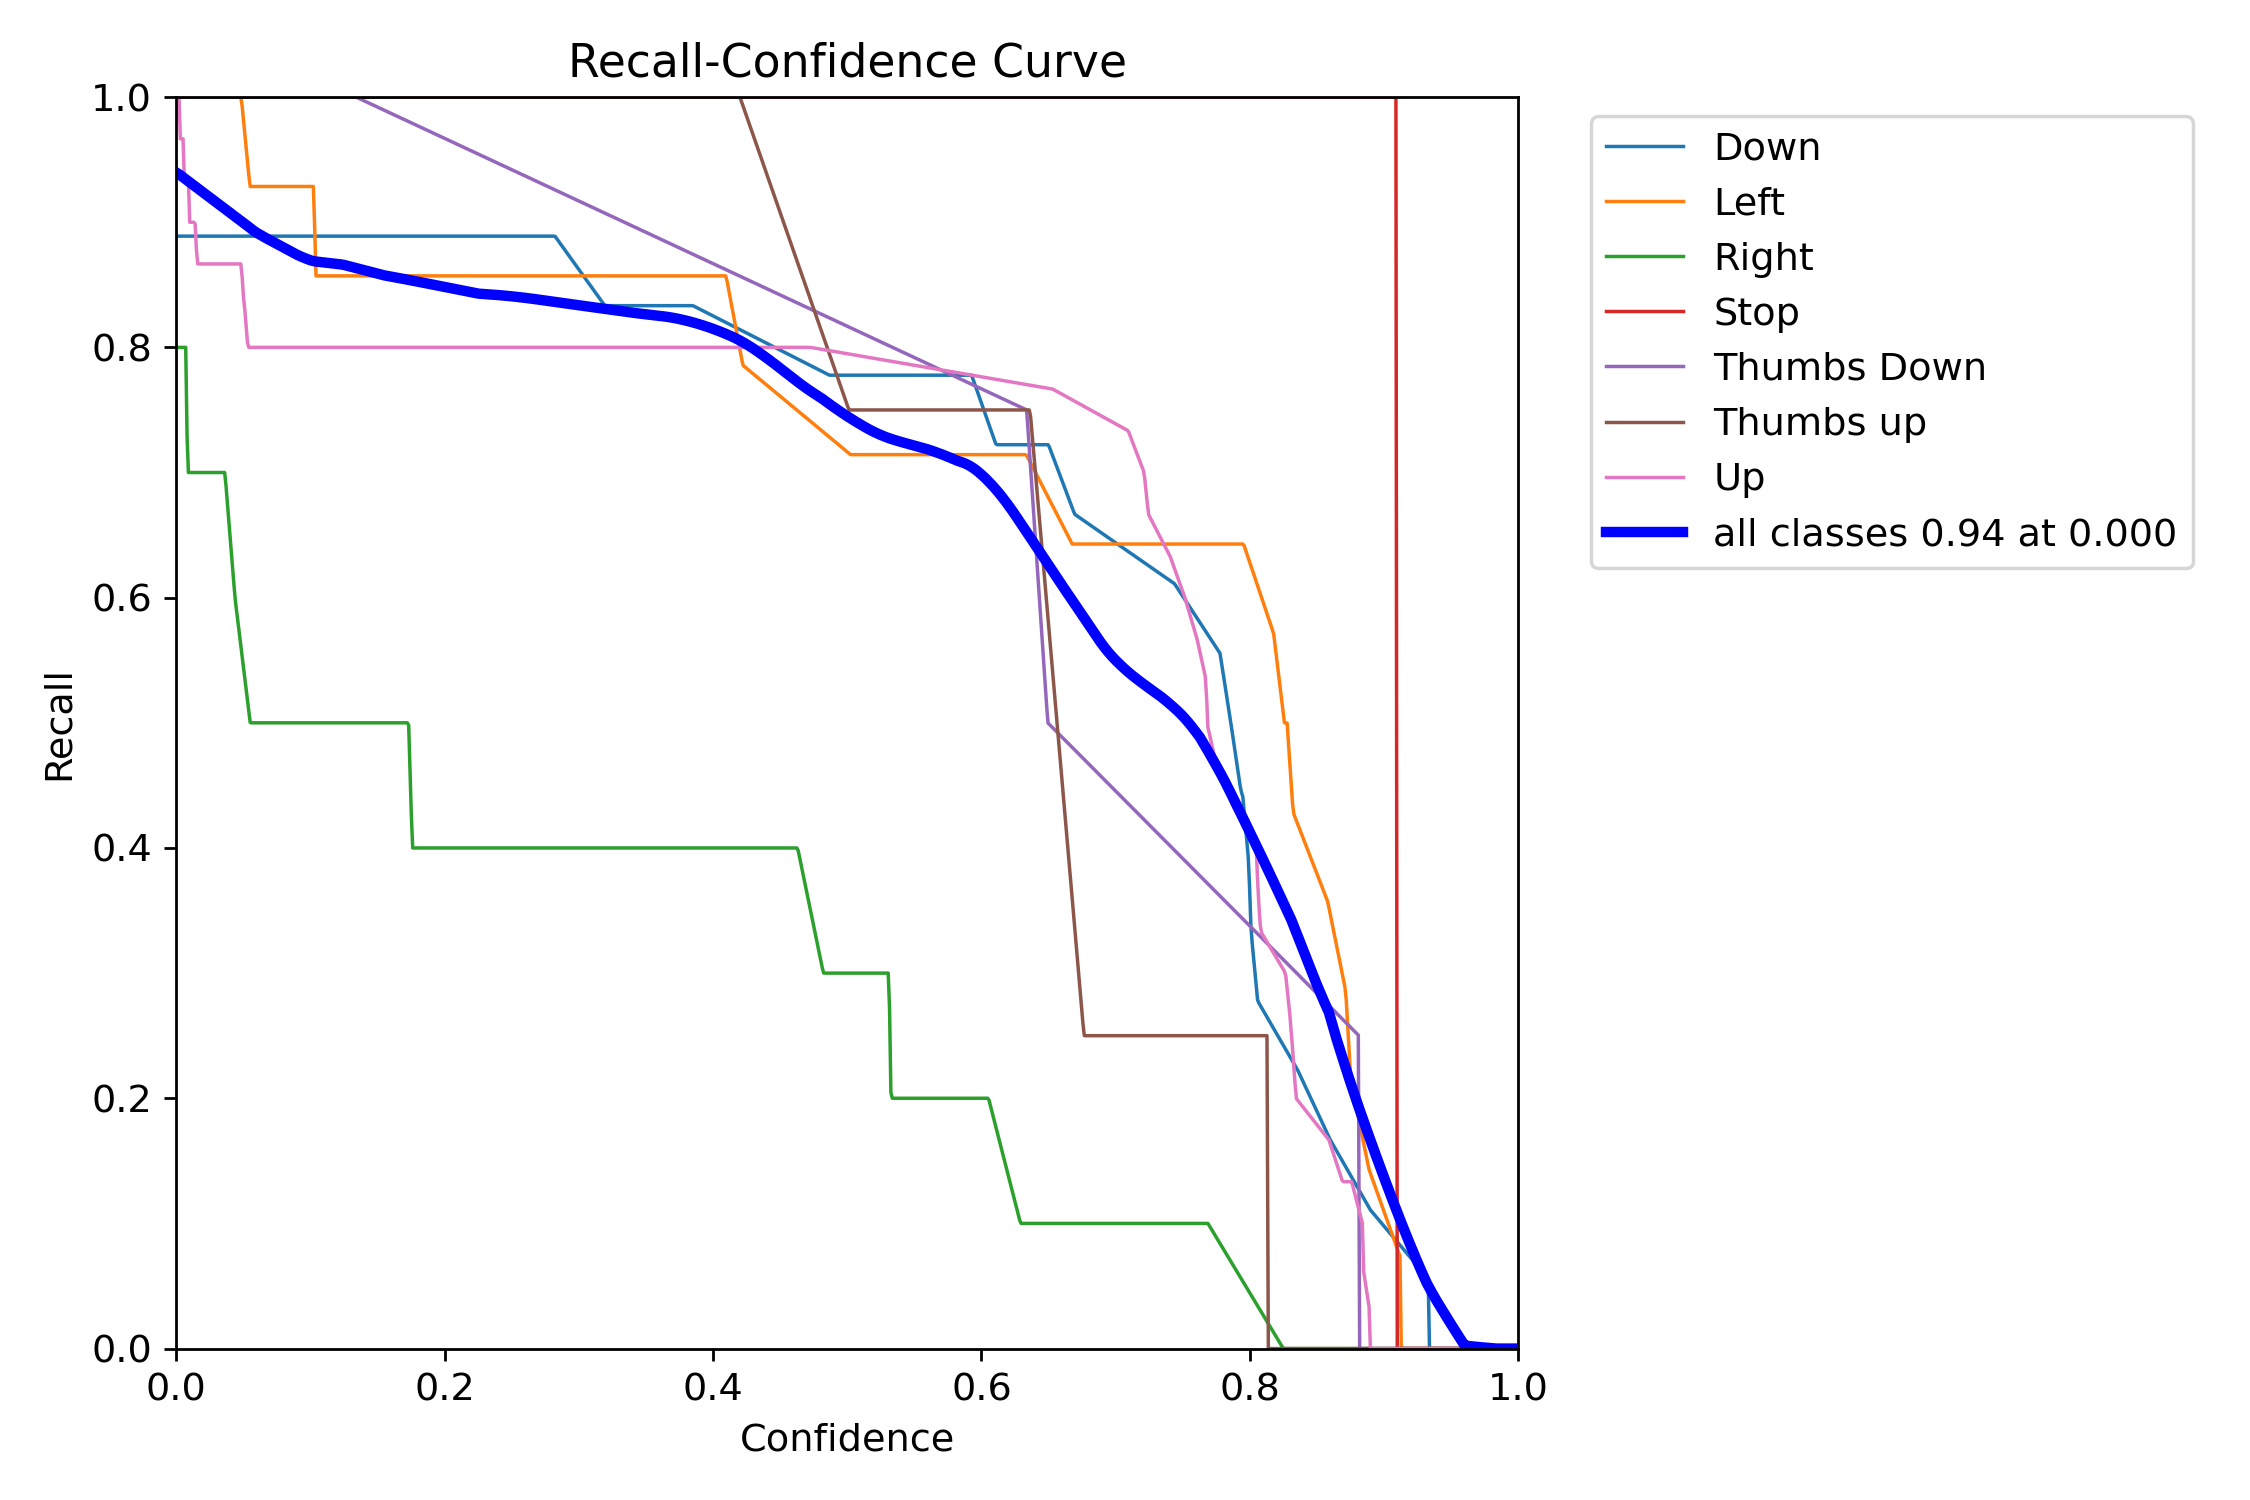 Recall-Confidence Curve
1.0
0.8
0.6
0.4
0.2
0.0
Recall
0.0 0.2 0.4 0.6 0.8 1.0
Confidence
Down
Left
Right
Stop
Thumbs Down
Thumbs up
Up
all classes 0.94 at 0.000